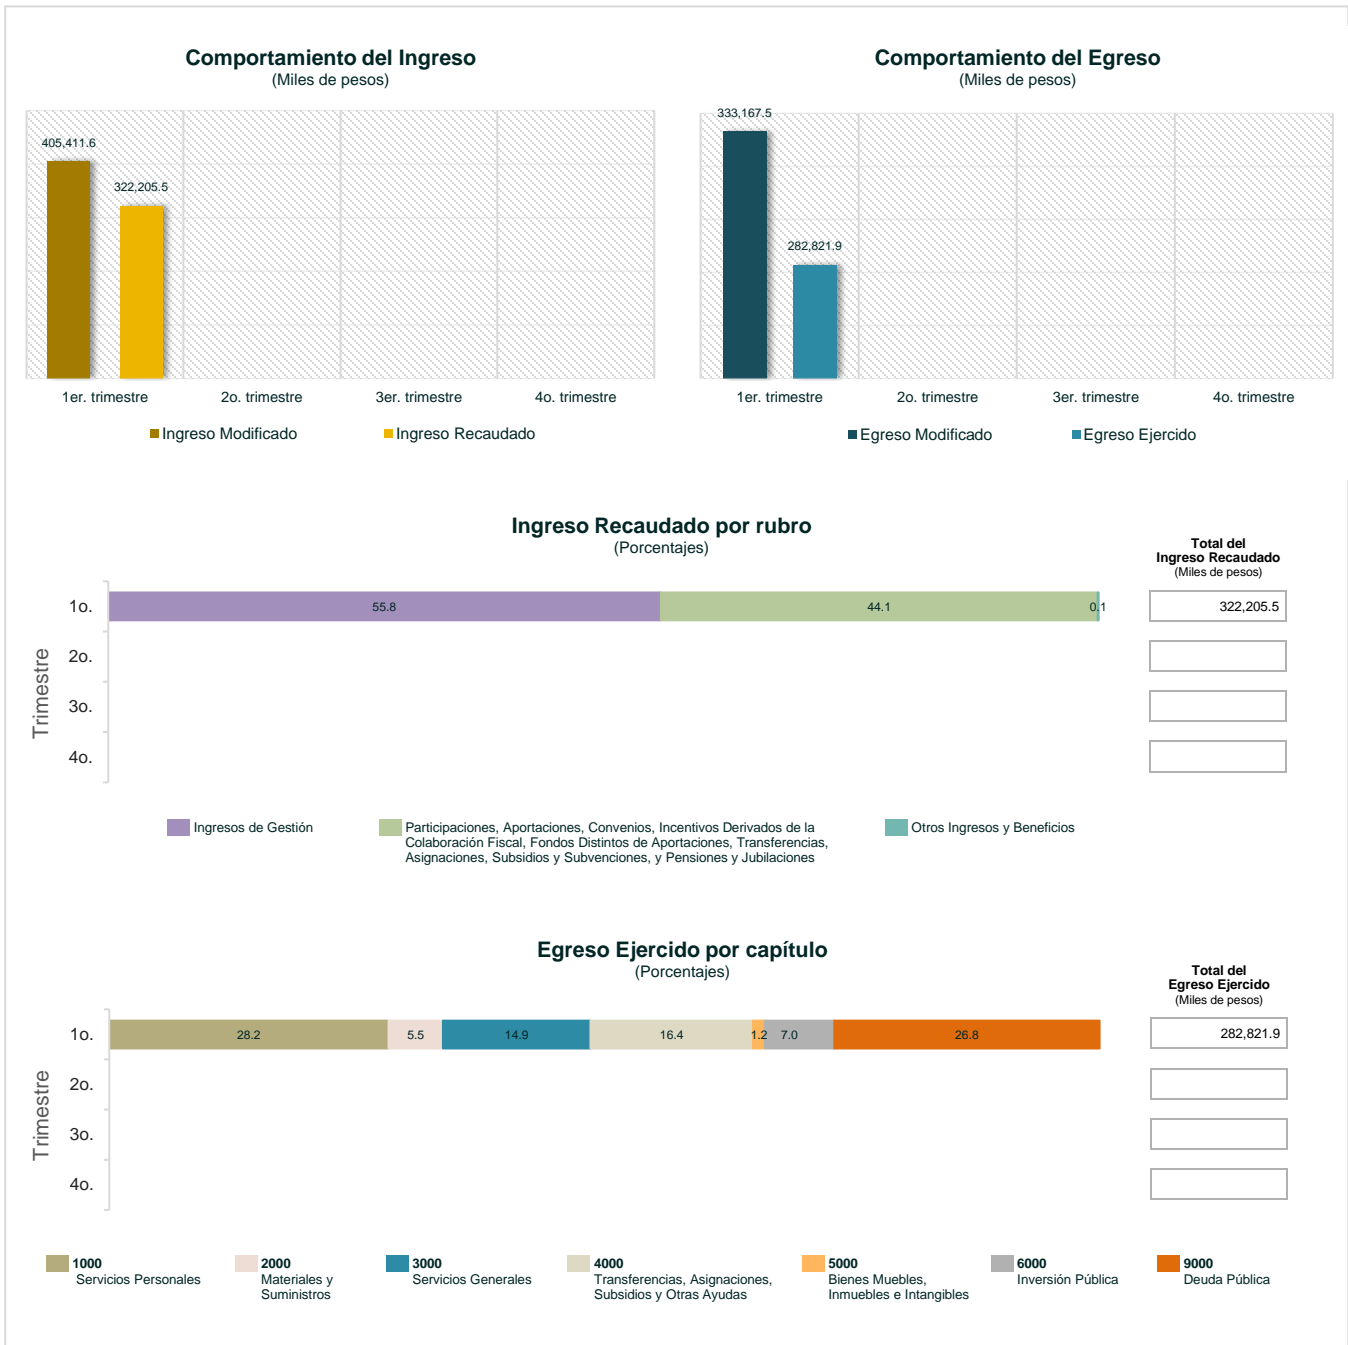 Comportamiento del Ingreso
(Miles de pesos)
405,411.6
322,205.5
1er. trimestre 2o. trimestre 3er. trimestre 4o. trimestre
Ingreso Modificado Ingreso Recaudado
Comportamiento del Egreso
(Miles de pesos)
333,167.5
282,821.9
1er. trimestre 2o. trimestre 3er. trimestre 4o. trimestre
Egreso Modificado Egreso Ejercido
Ingreso Recaudado por rubro
(Porcentajes)
Total del
Ingreso Recaudado
(Miles de pesos)
Trimestre
1o. 55.8 44.1 0.1 322,205.5
2o.
3o.
4o.
Ingresos de Gestión
Participaciones, Aportaciones, Convenios, Incentivos Derivados de la
Colaboración Fiscal, Fondos Distintos de Aportaciones, Transferencias,
Asignaciones, Subsidios y Subvenciones, y Pensiones y Jubilaciones
Otros Ingresos y Beneficios
Egreso Ejercido por capítulo
(Porcentajes)
Total del
Egreso Ejercido
(Miles de pesos)
Trimestre
1o. 28.2 5.5 14.9 16.4 1.2 7.0 26.8 282,821.9
2o.
3o.
4o.
1000
Servicios Personales
2000
Materiales y
Suministros
3000
Servicios Generales
4000
Transferencias, Asignaciones,
Subsidios y Otras Ayudas
5000
Bienes Muebles,
Inmuebles e Intangibles
6000
Inversión Pública
9000
Deuda Pública